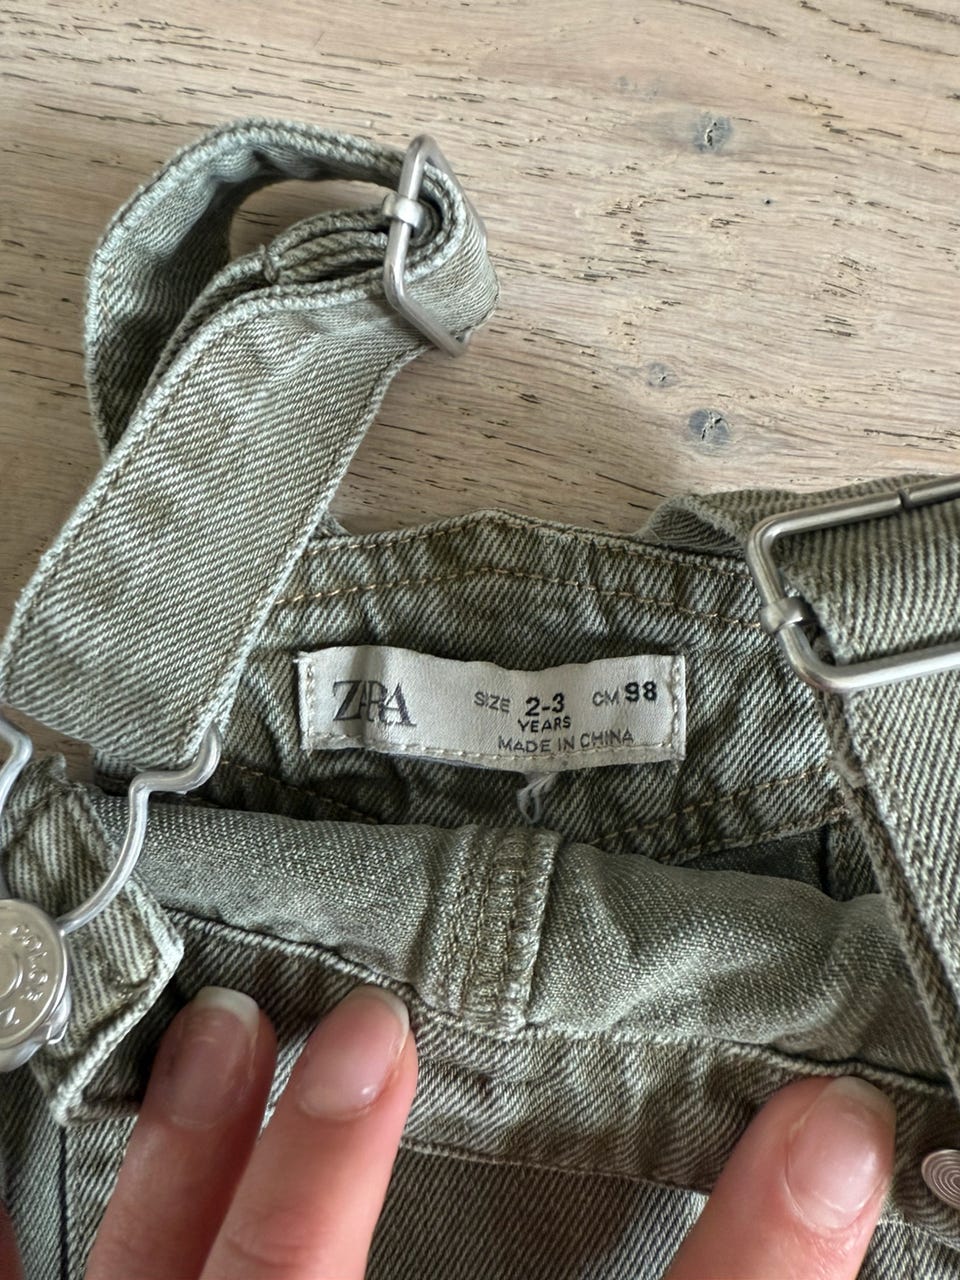 ZARA
SIZE 2-3 CM 98
YEARS
MADE IN CHINA